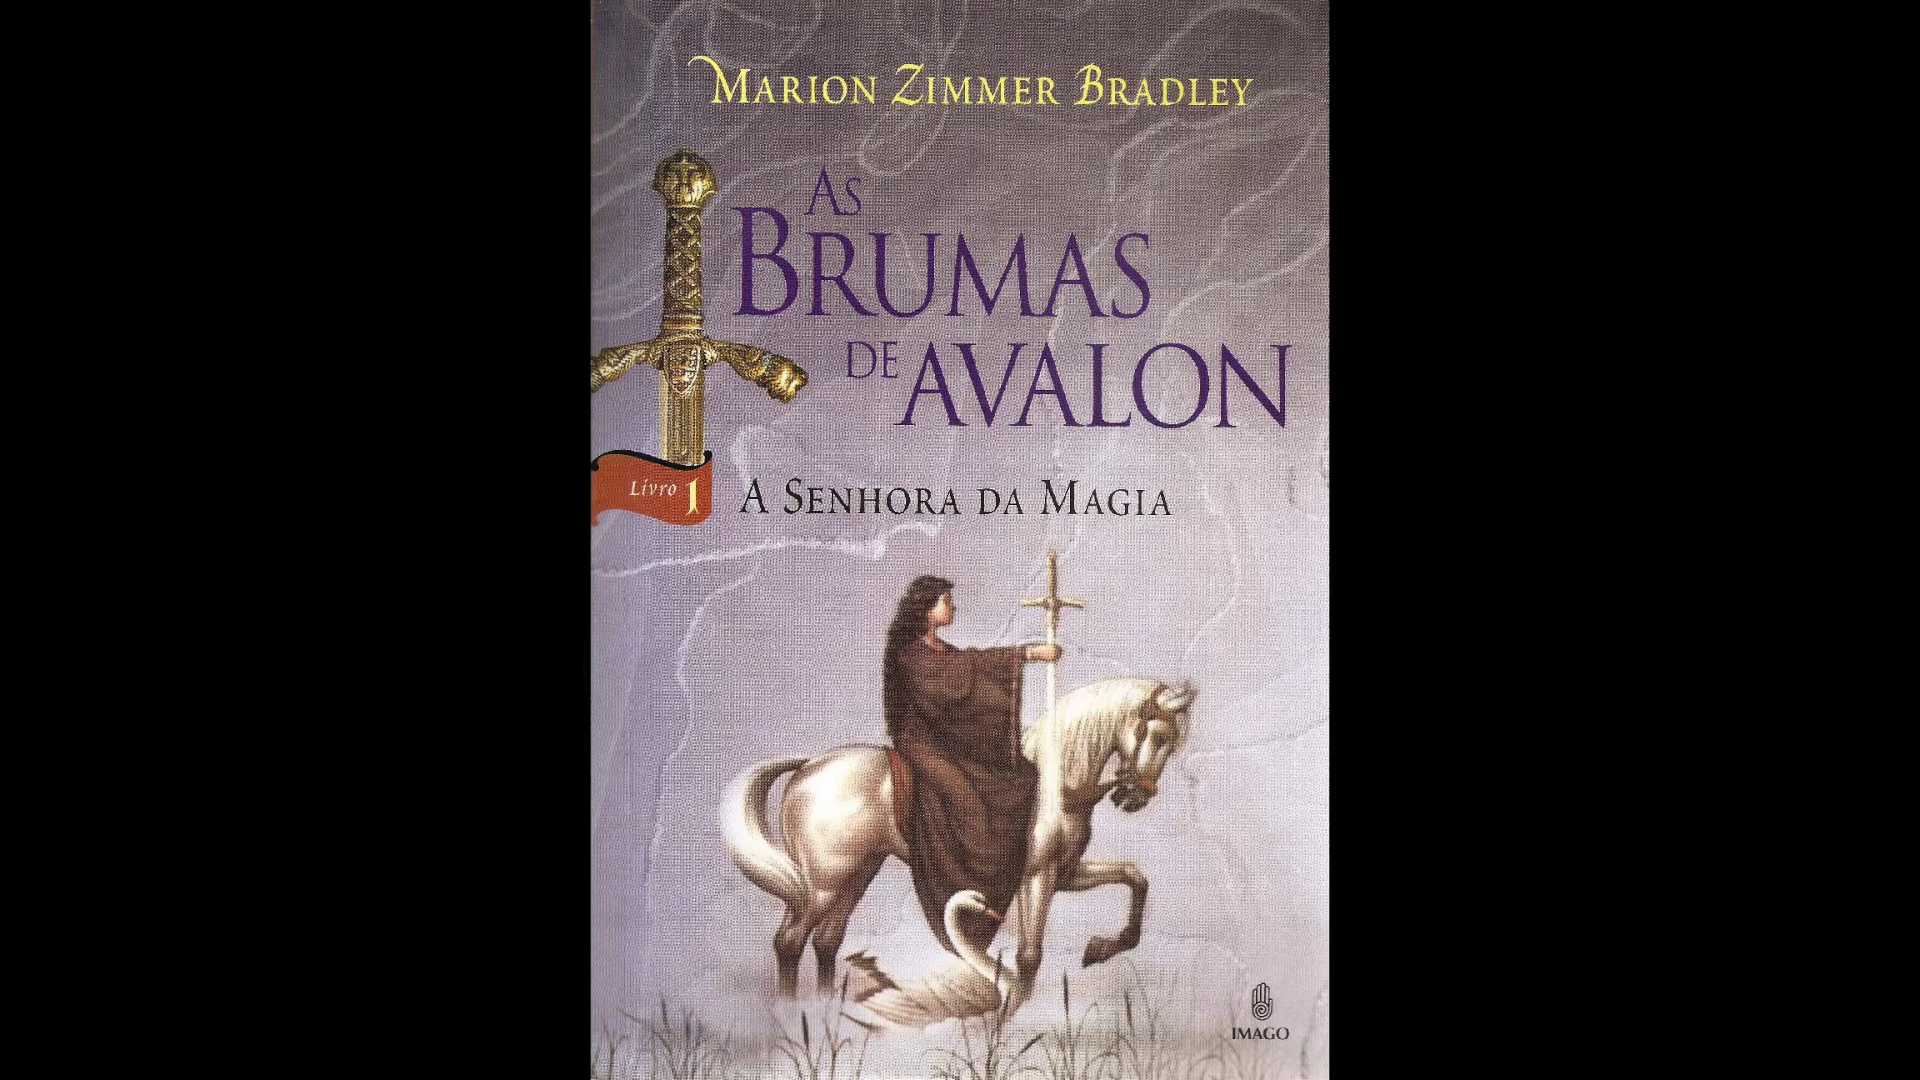 MARION ZIMMER BRADLEY
AS
BRUMAS
DE AVALON
Livro 1
A SENHORA DA MAGIA
IMAGO